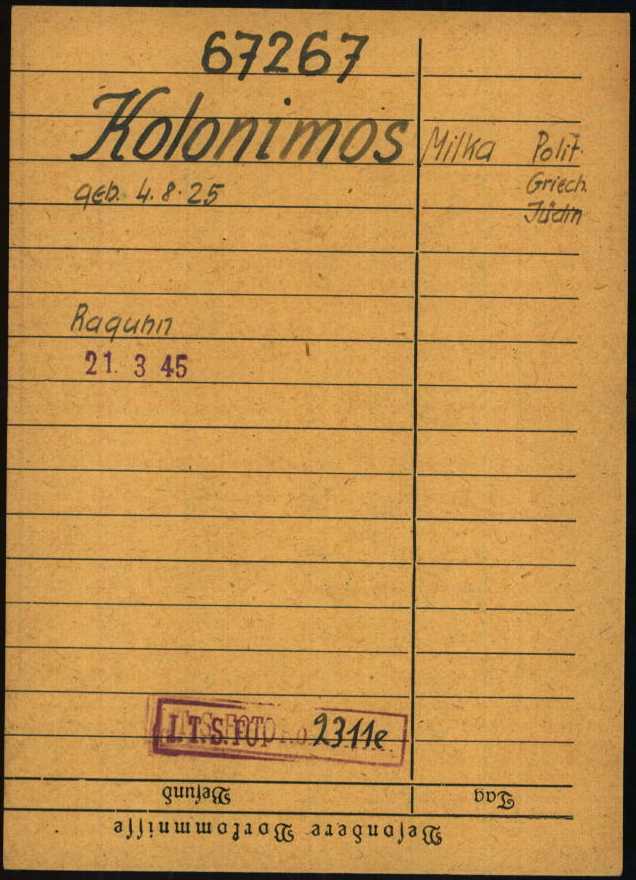 67267
Kolonimos Milka Polit.
geb. 4.8.25 Griech.
Jüdin
Ragunn
21. 3 45
I.T.S. FOTO No 2311e
Befund Tag
Besondere Vorkommnisse